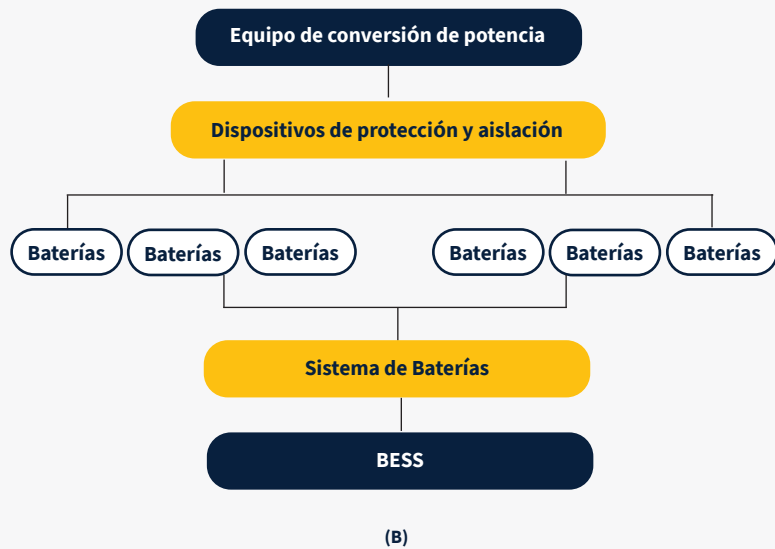 Equipo de conversión de potencia
Dispositivos de protección y aislación
Baterías Baterías Baterías Baterías Baterías Baterías
Sistema de Baterías
BESS
(B)